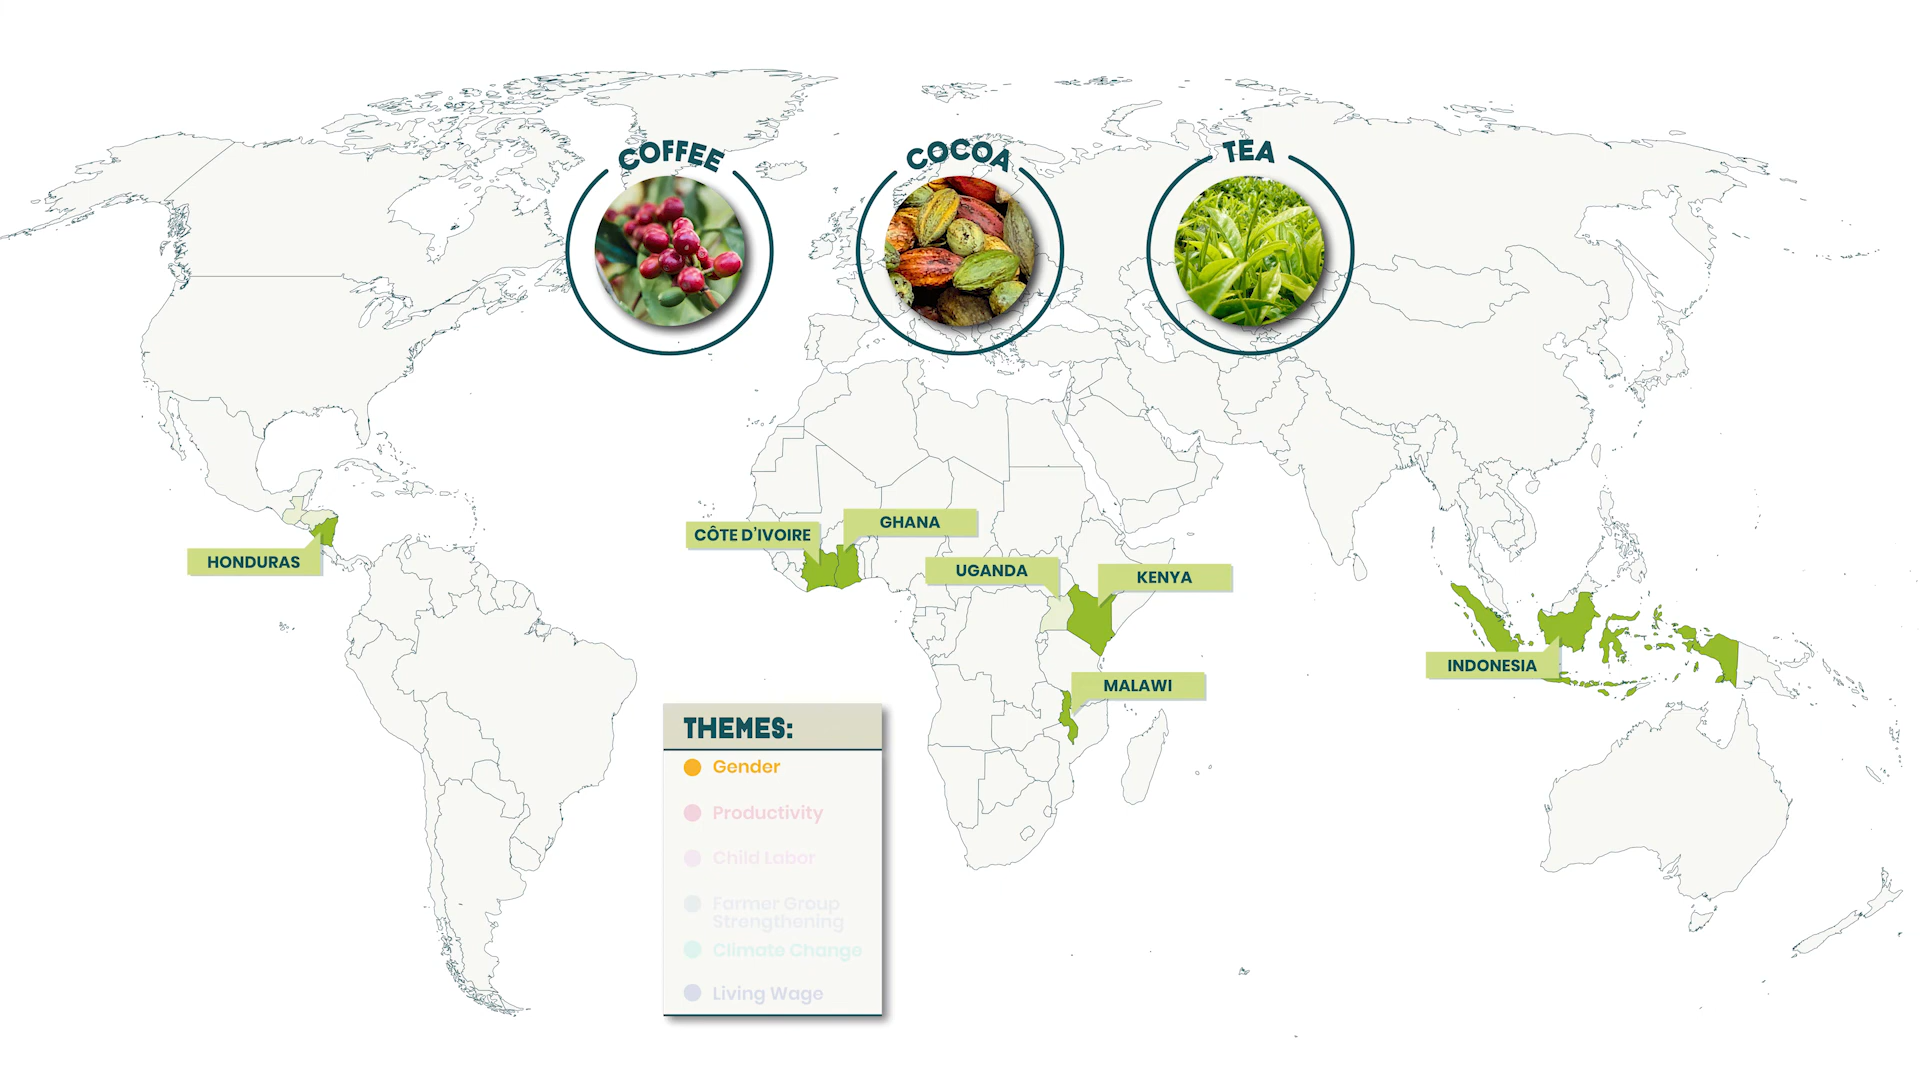 COFFEE
COCOA
TEA
CÔTE D'IVOIRE
GHANA
HONDURAS
UGANDA
KENYA
INDONESIA
MALAWI
THEMES:
Gender
Productivity
Child Labor
Farmer Group
Strengthening
Climate Change
Living Wage